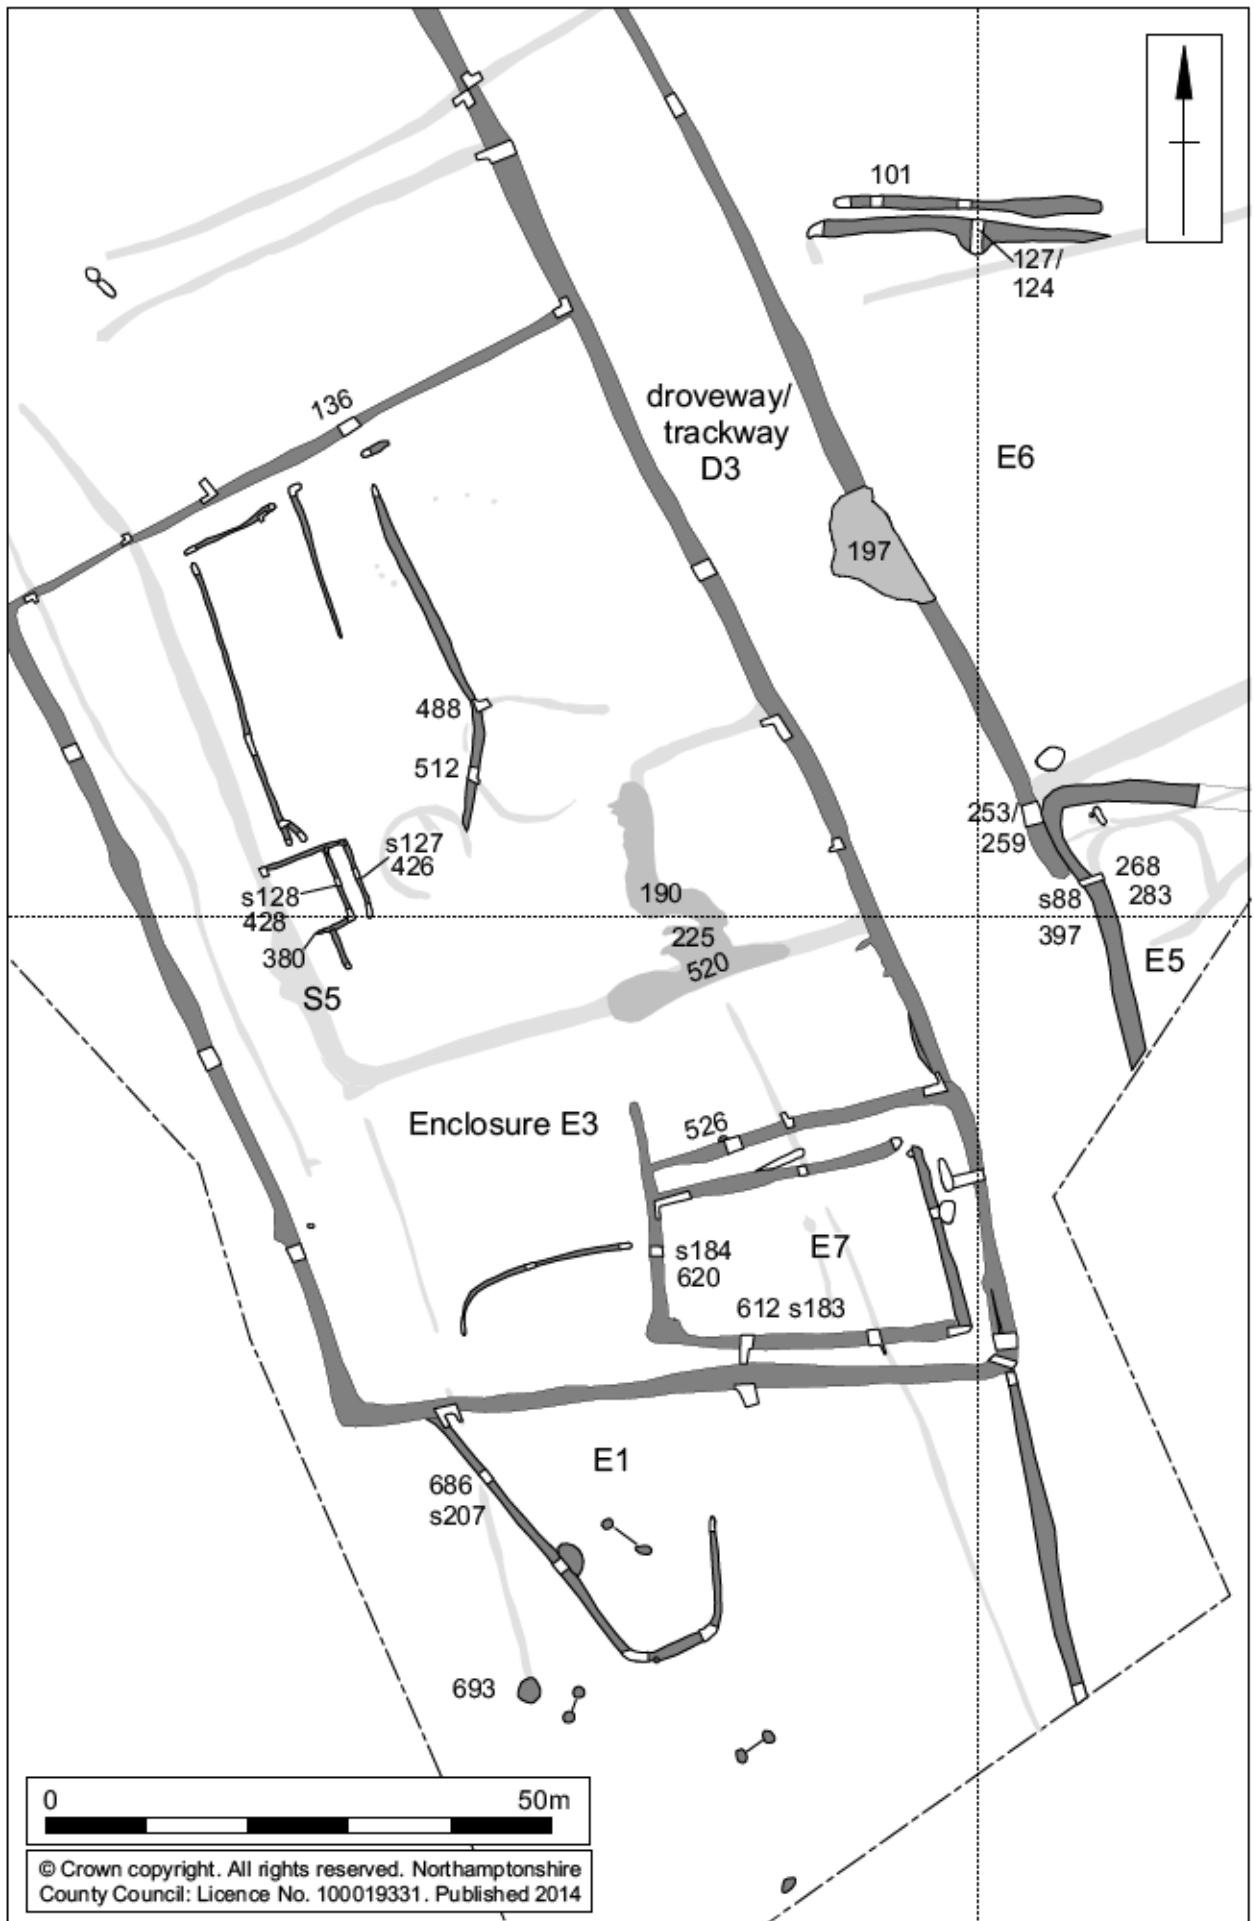 101
127/
124
136
droveway/
trackway
D3
E6
197
488
512
253/
259
s127
426
268
283
s128
428
190
s88
397
380
225
520
E5
S5
Enclosure E3
526
s184
620
E7
612 s183
E1
686
s207
693
0 50m
© Crown copyright. All rights reserved. Northamptonshire
County Council: Licence No. 100019331. Published 2014